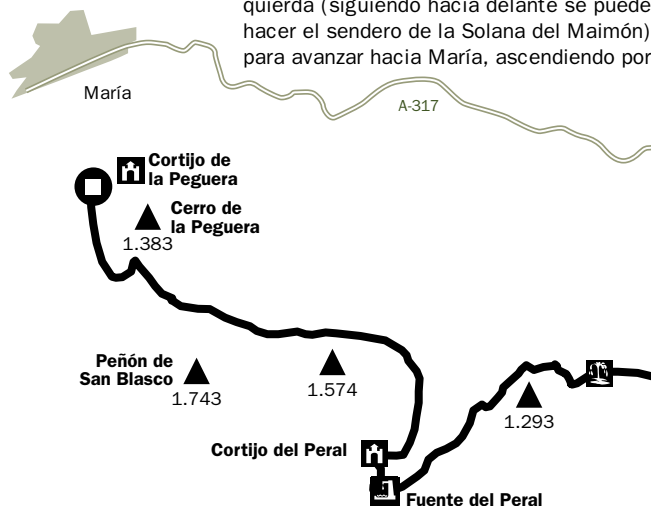 quierda (siguiendo hacia delante se puede
hacer el sendero de la Solana del Maimón)
para avanzar hacia María, ascendiendo por
María
A-317
Cortijo de
la Peguera
Cerro de
la Peguera
1.383
Peñón de
San Blasco
1.743
1.574
1.293
Cortijo del Peral
Fuente del Peral